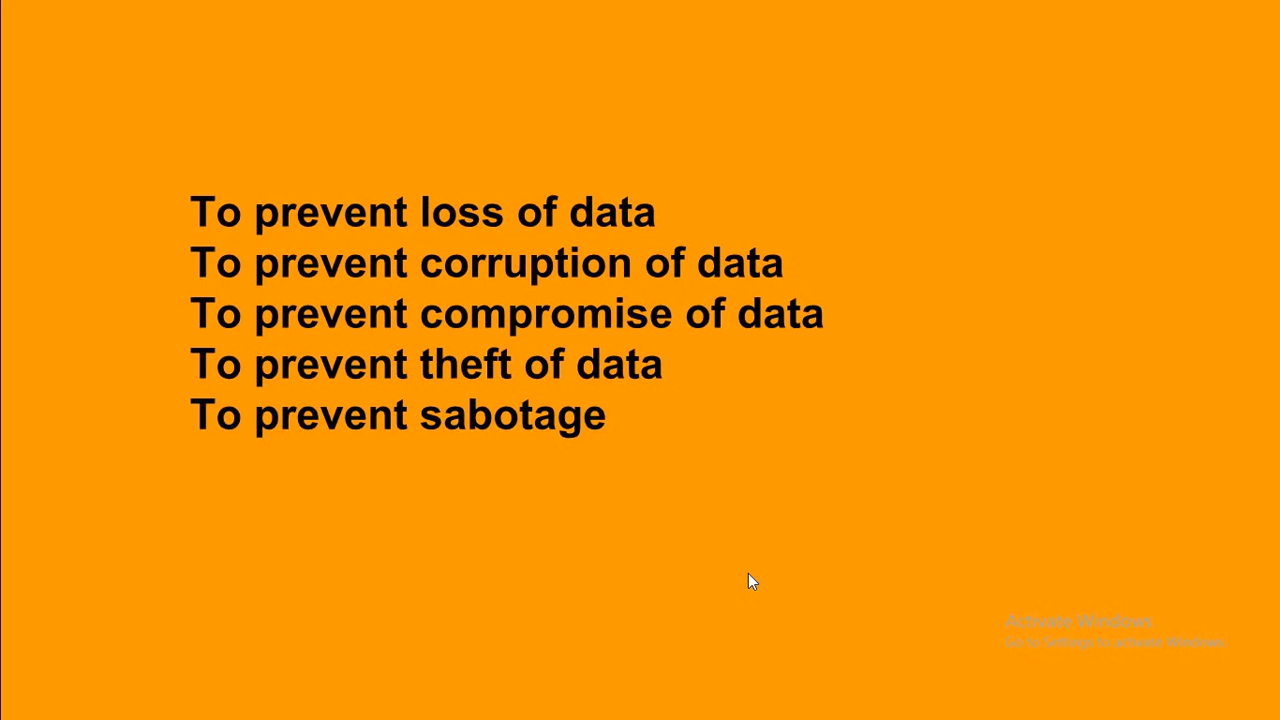 To prevent loss of data
To prevent corruption of data
To prevent compromise of data
To prevent theft of data
To prevent sabotage
Activate Windows
Go to Settings to activate Windows.